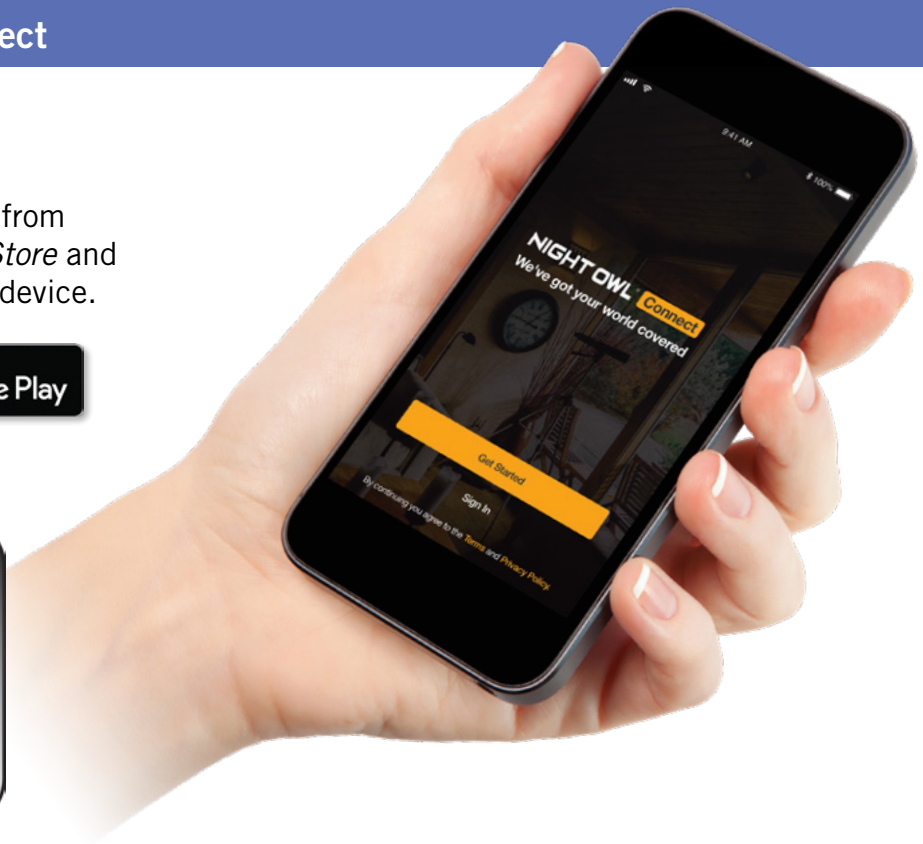 ect
from
Store and
device.
e Play
9:41 AM
100%
NIGHT OWL Connect
We've got your world covered
Get Started
Sign In
By continuing you agree to the Terms and Privacy Policy.